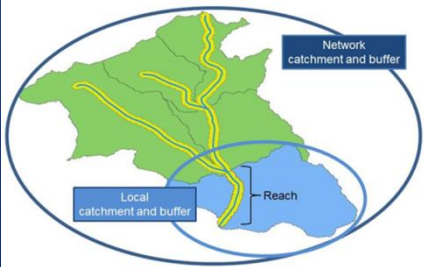 Network
catchment and buffer
Local
catchment and buffer
Reach